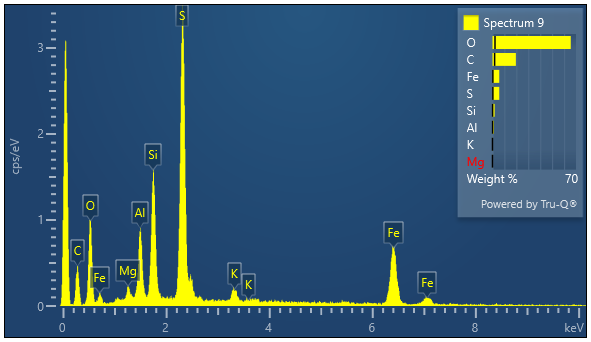 S
Spectrum 9
O
C
Fe
S
Si
Al
K
Mg
Weight % 70
Powered by Tru-Q®
3
2
1
0
cps/eV
Si
O
Al
C
Fe
Mg
K
K
Fe
Fe
0 2 4 6 8 keV